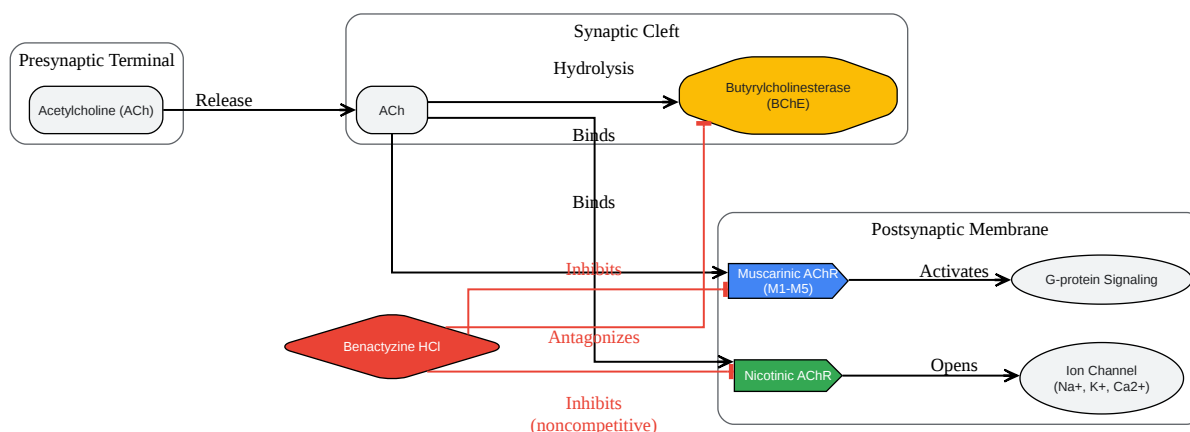 Synaptic Cleft
Presynaptic Terminal
Hydrolysis
Butyrylcholinesterase
(BChE)
Acetylcholine (ACh)
Release
ACh
Binds
Binds
Postsynaptic Membrane
Inhibits
Muscarinic AChR
(M1-M5)
Activates
G-protein Signaling
Benactyzine HCl
Antagonizes
Nicotinic AChR
Opens
Ion Channel
(Na+, K+, Ca2+)
Inhibits
(noncompetitive)